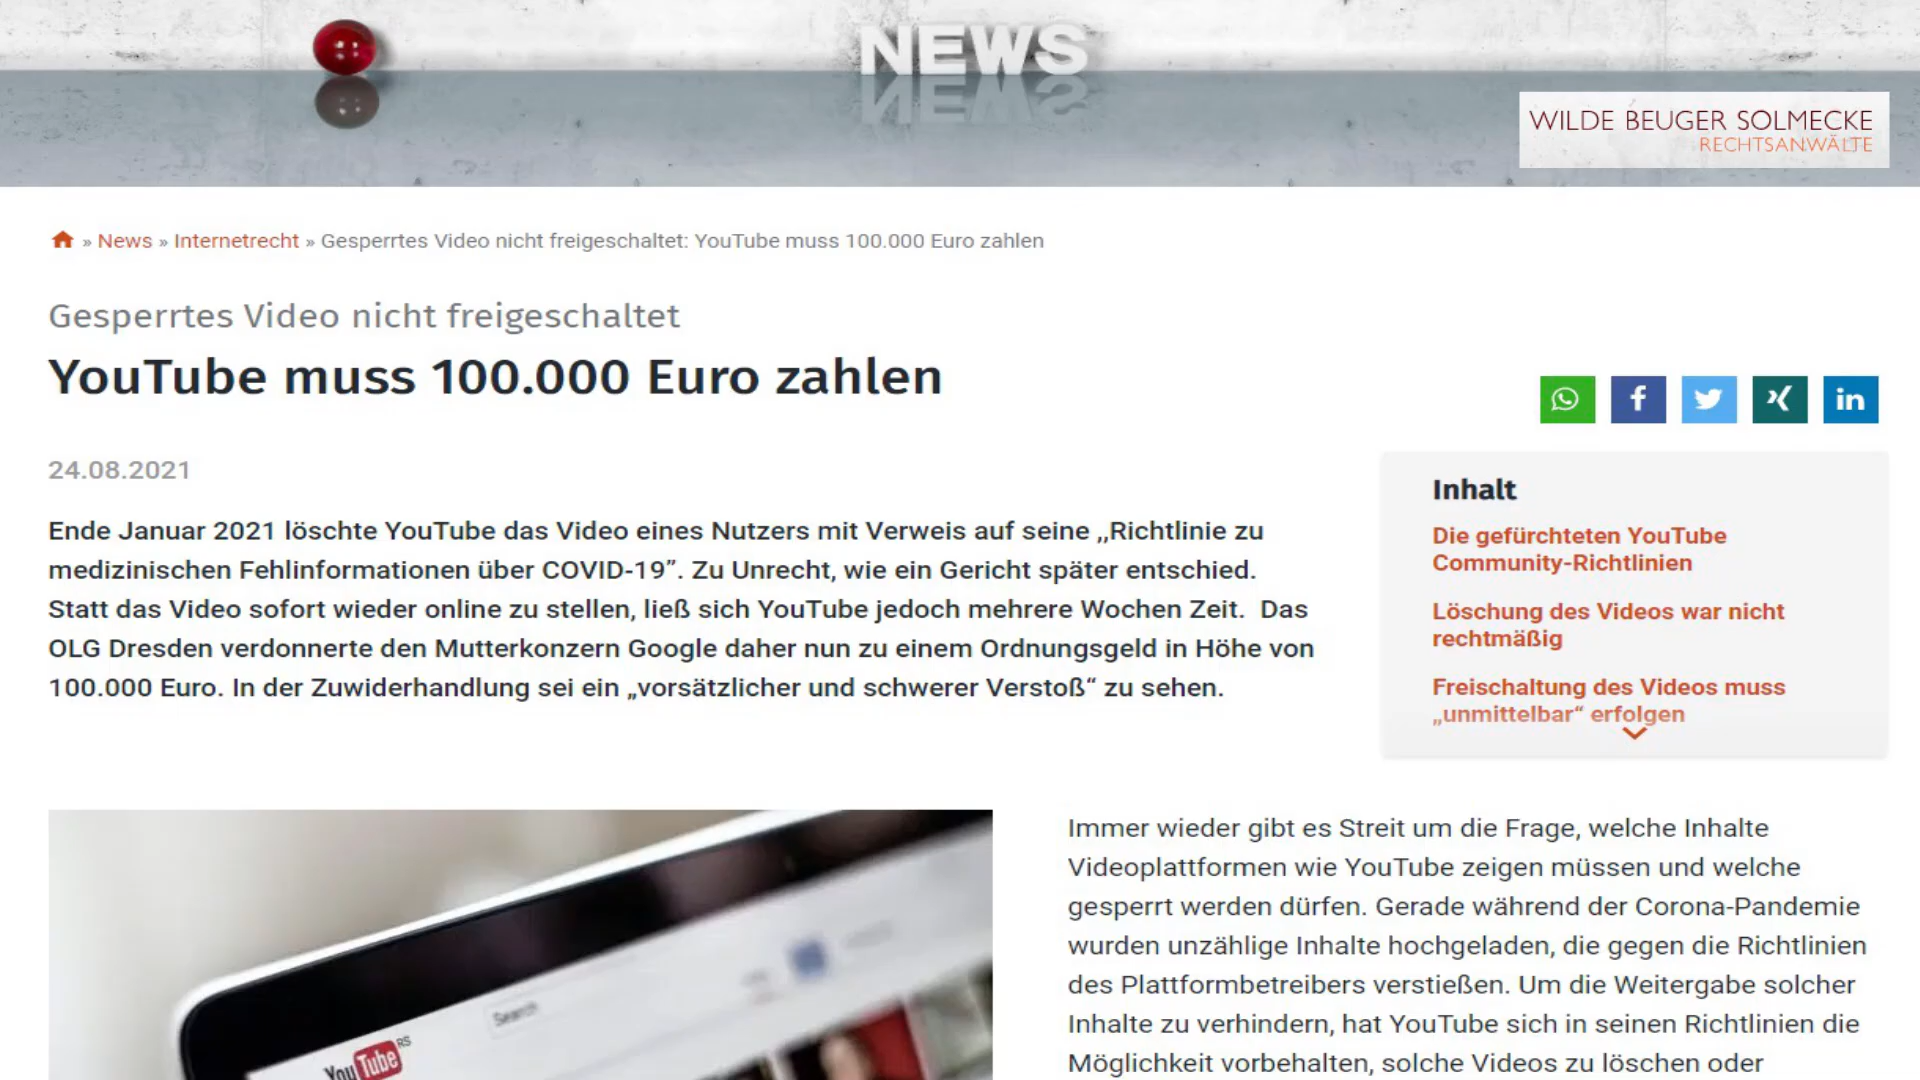 NEWS
WILDE BEUGER SOLMECKE
RECHTSANWÄLTE
» News » Internetrecht » Gesperrtes Video nicht freigeschaltet: YouTube muss 100.000 Euro zahlen
Gesperrtes Video nicht freigeschaltet
YouTube muss 100.000 Euro zahlen
24.08.2021
Ende Januar 2021 löschte YouTube das Video eines Nutzers mit Verweis auf seine ,,Richtlinie zu
medizinischen Fehlinformationen über COVID-19”. Zu Unrecht, wie ein Gericht später entschied.
Statt das Video sofort wieder online zu stellen, ließ sich YouTube jedoch mehrere Wochen Zeit. Das
OLG Dresden verdonnerte den Mutterkonzern Google daher nun zu einem Ordnungsgeld in Höhe von
100.000 Euro. In der Zuwiderhandlung sei ein „vorsätzlicher und schwerer Verstoß“ zu sehen.
Inhalt
Die gefürchteten YouTube
Community-Richtlinien
Löschung des Videos war nicht
rechtmäßig
Freischaltung des Videos muss
„unmittelbar“ erfolgen
Search
YouTube RS
Immer wieder gibt es Streit um die Frage, welche Inhalte
Videoplattformen wie YouTube zeigen müssen und welche
gesperrt werden dürfen. Gerade während der Corona-Pandemie
wurden unzählige Inhalte hochgeladen, die gegen die Richtlinien
des Plattformbetreibers verstießen. Um die Weitergabe solcher
Inhalte zu verhindern, hat YouTube sich in seinen Richtlinien die
Möglichkeit vorbehalten, solche Videos zu löschen oder